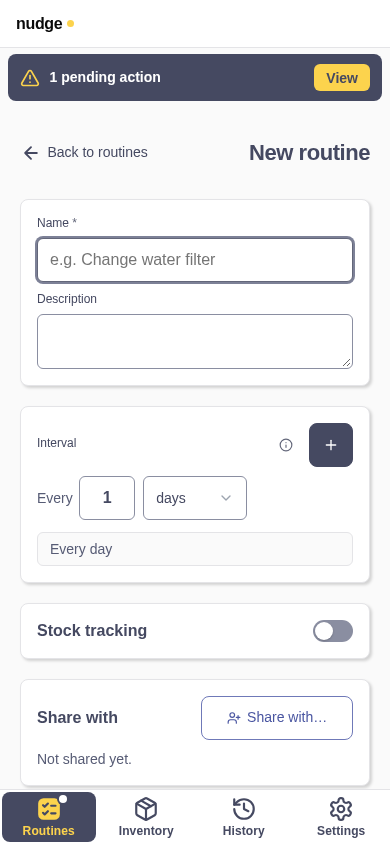 nudge
1 pending action
View
Back to routines
New routine
Name *
e.g. Change water filter
Description
Interval
Every
1
days
Every day
Stock tracking
Share with
Share with…
Not shared yet.
Routines
Inventory
History
Settings